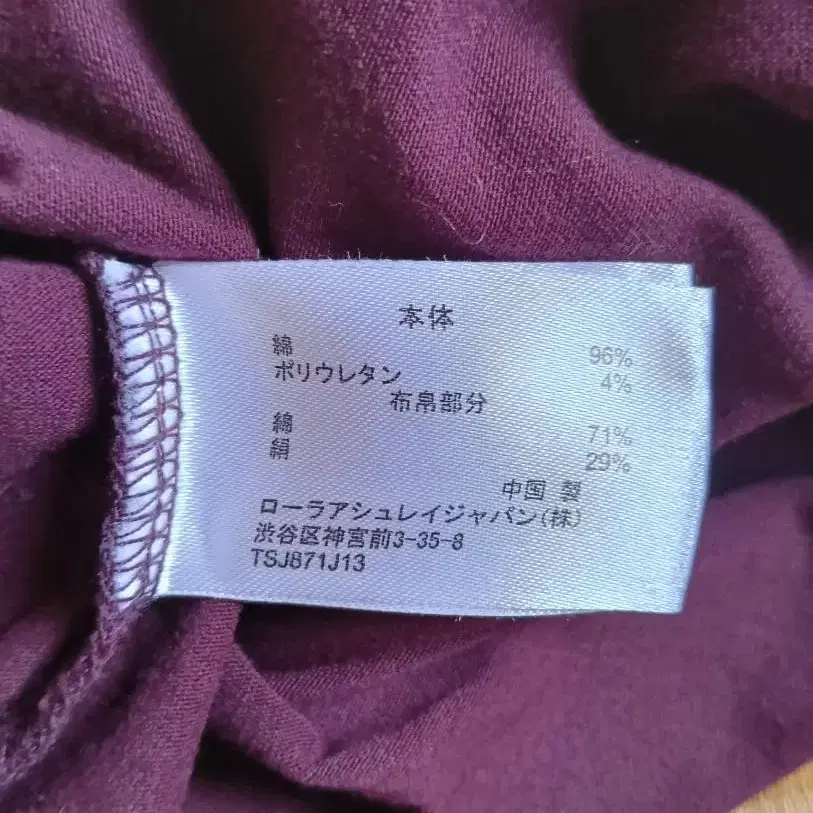 本体
綿 96%
ポリウレタン 4%
布帛部分
綿 71%
絹 29%
中国 製
ローラアシュレイジャパン(株)
渋谷区神宮前3-35-8
TSJ871J13